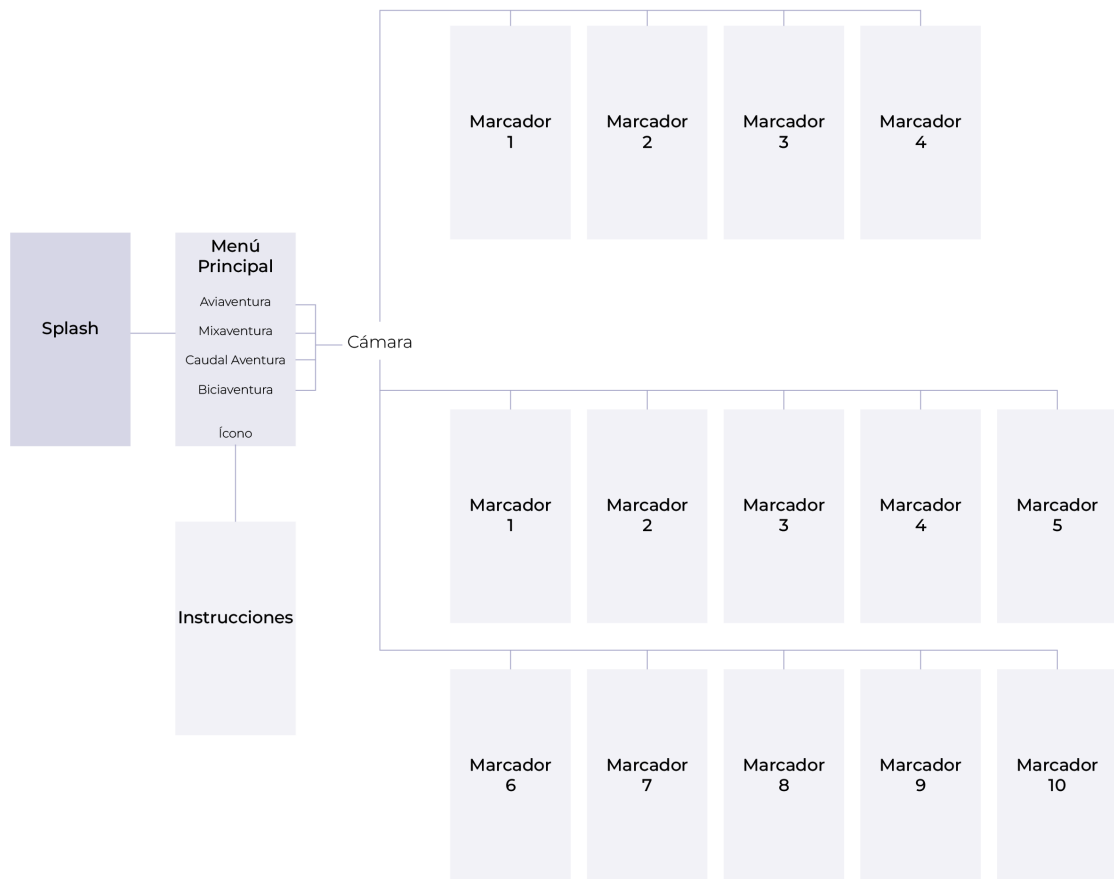 Marcador
1
Marcador
2
Marcador
3
Marcador
4
Splash
Menú
Principal
Aviaventura
Mixaventura
Caudal Aventura
Biciaventura
Ícono
Cámara
Instrucciones
Marcador
1
Marcador
2
Marcador
3
Marcador
4
Marcador
5
Marcador
6
Marcador
7
Marcador
8
Marcador
9
Marcador
10